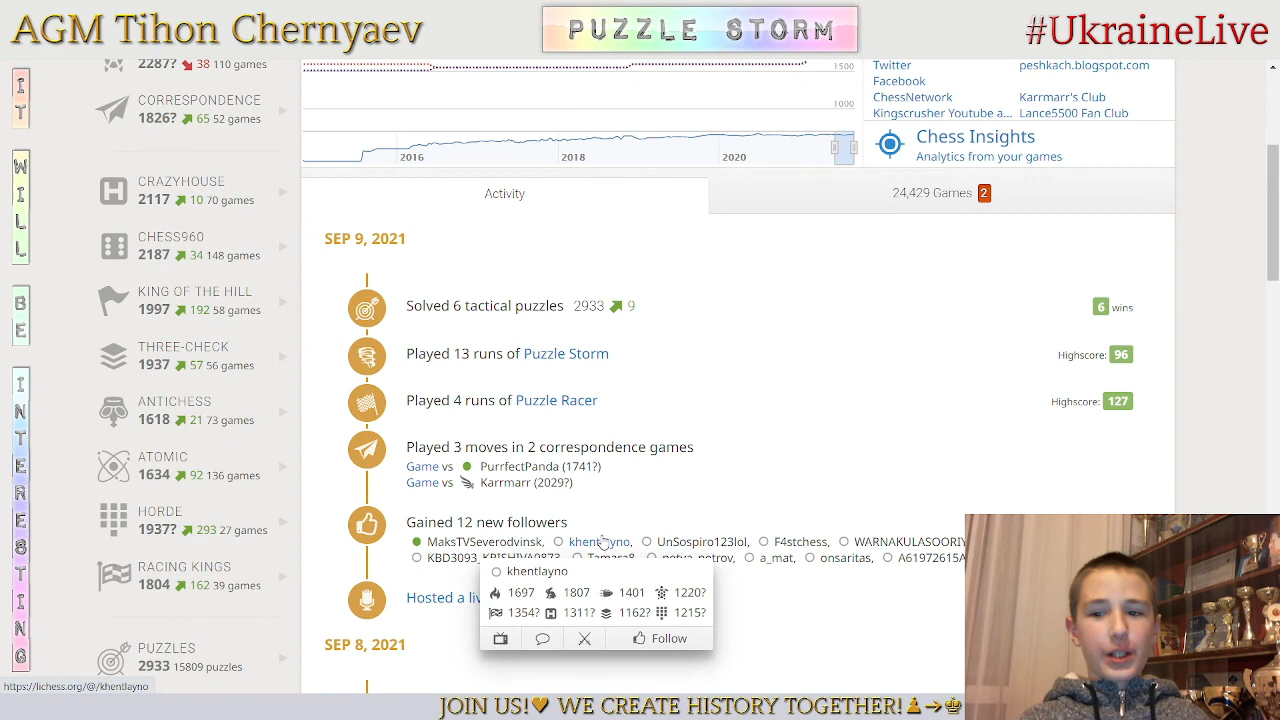 AGM Tihon Chernyaev
PUZZLE STORM
#UkraineLive
IT WILL BE INTERESTING
2287? 38 110 games
CORRESPONDENCE
1826? 65 52 games
CRAZYHOUSE
2117 10 70 games
CHESS960
2187 34 148 games
KING OF THE HILL
1997 192 58 games
THREE-CHECK
1937 57 56 games
ANTICHESS
1618 21 73 games
ATOMIC
1634 92 136 games
HORDE
1937? 293 27 games
RACING KINGS
1804 162 39 games
PUZZLES
2933 15809 puzzles
https://lichess.org/@/khentlayno
1500
1000
2016 2018 2020
Twitter peshkach.blogspot.com
Facebook
ChessNetwork Karrmarr's Club
Kingscrusher Youtube a... Lance5500 Fan Club
Chess Insights
Analytics from your games
Activity
24,429 Games 2
SEP 9, 2021
Solved 6 tactical puzzles 2933 9
6 wins
Played 13 runs of Puzzle Storm
Highscore: 96
Played 4 runs of Puzzle Racer
Highscore: 127
Played 3 moves in 2 correspondence games
Game vs PurrfectPanda (1741?)
Game vs Karrmarr (2029?)
Gained 12 new followers
MaksTVSeverodvinsk, khentlayno, UnSospiro123lol, F4stchess, WARNAKULASOORIY
KBD3093_KRISHIVA0873, Tamara8, petya_petrov, a_mat, onsaritas, A61972615A
khentlayno
1697 1807 1401 1220?
1354? 1311? 1162? 1215?
Follow
Hosted a li
SEP 8, 2021
JOIN US!♥ WE CREATE HISTORY TOGETHER!♟→♚